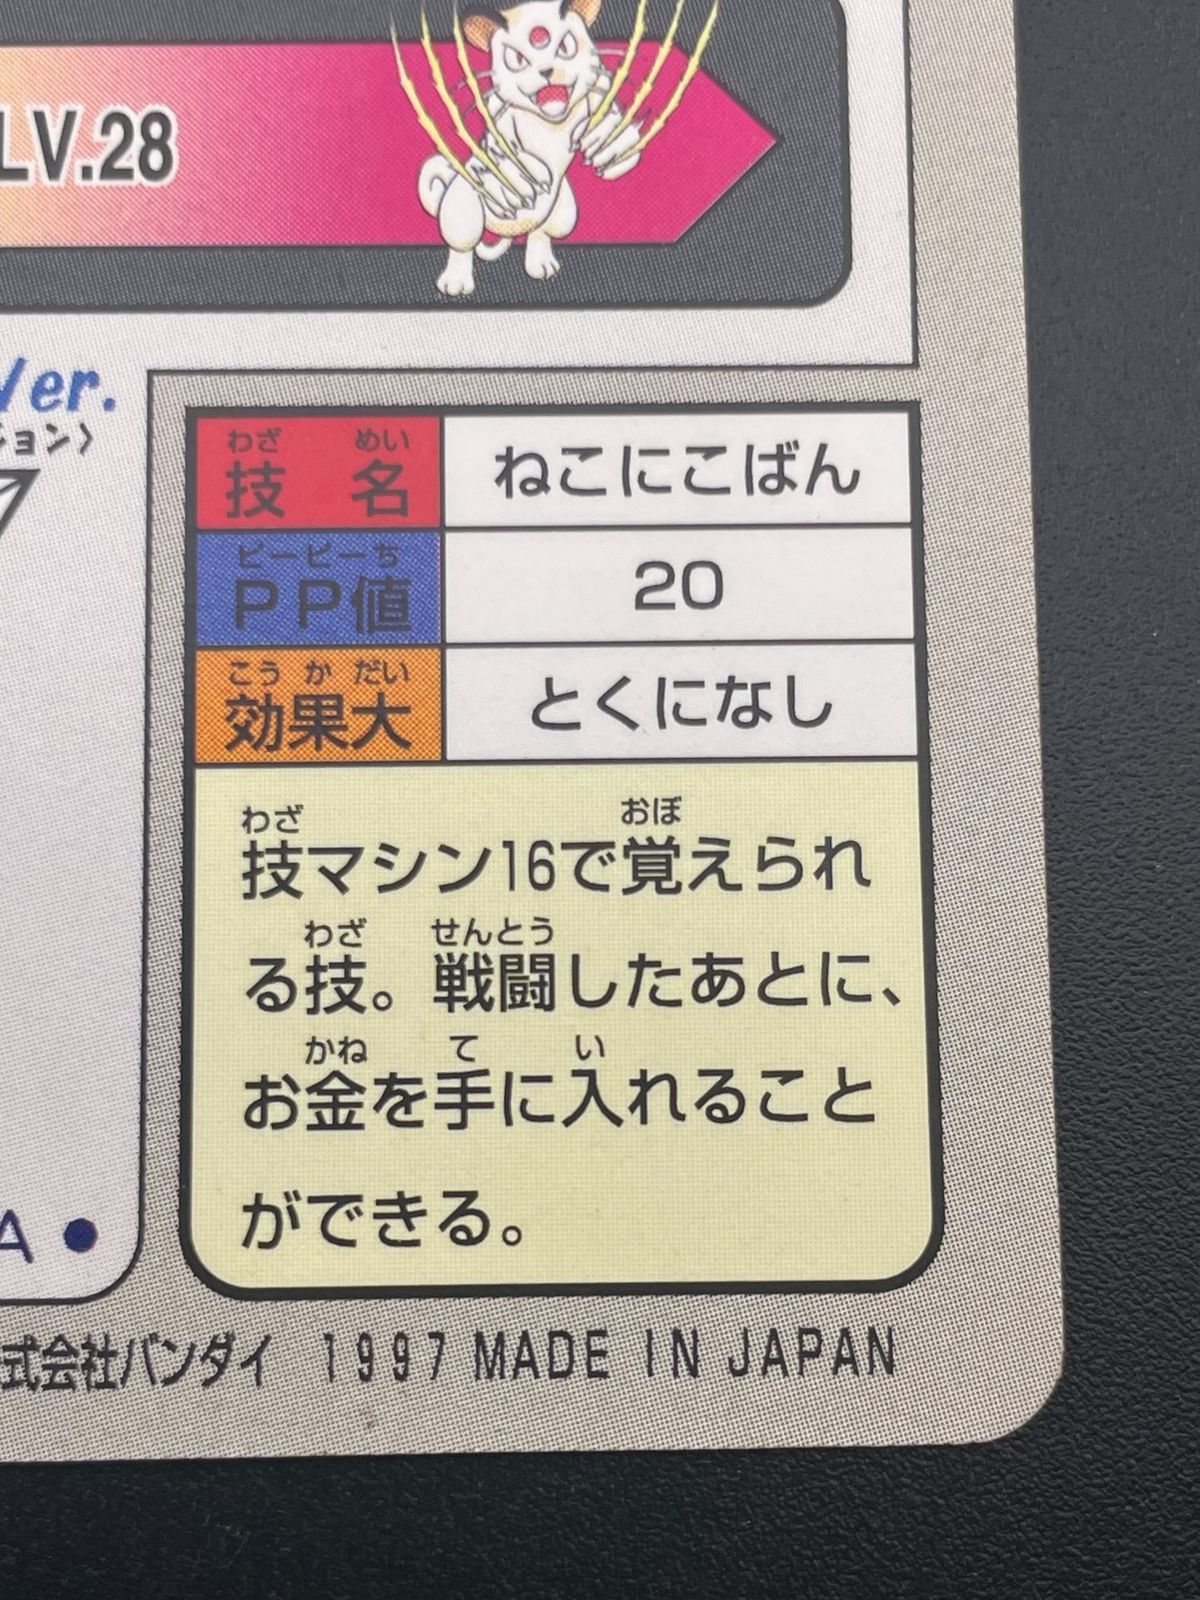 LV.28
Ver.
ション〉
わざ めい
技 名
ねこにこばん
ピーピーち
PP値
20
こう か だい
効果大
とくになし
わざ おぼ
技マシン16で覚えられ
わざ せんとう
る技。戦闘したあとに、
かね て い
お金を手に入れること
ができる。
A ●
式会社バンダイ 1997 MADE IN JAPAN